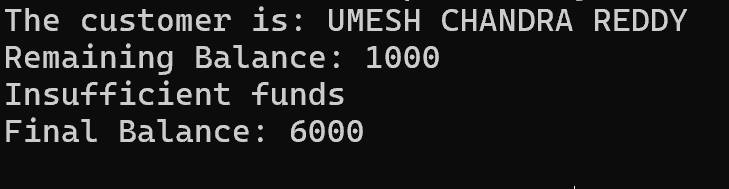 The customer is: UMESH CHANDRA REDDY
Remaining Balance: 1000
Insufficient funds
Final Balance: 6000